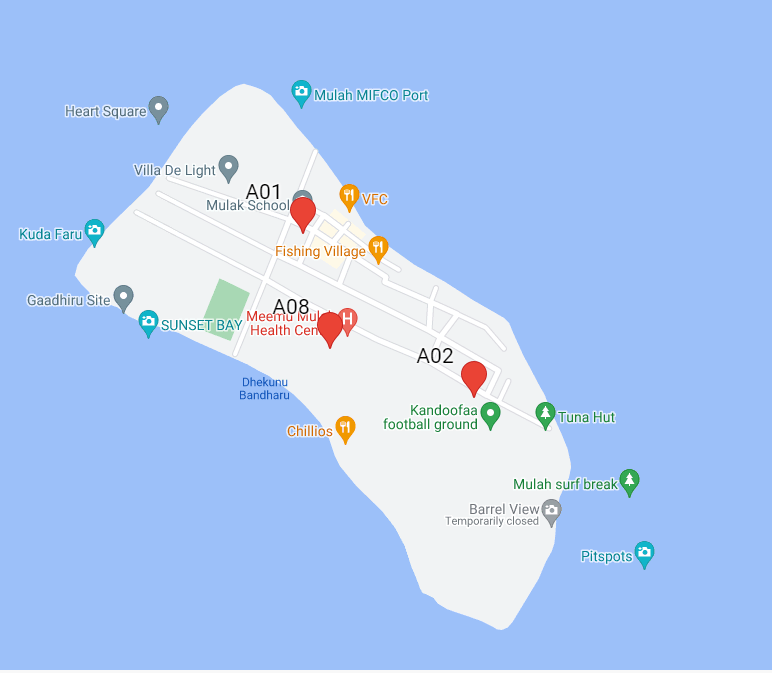 Mulah MIFCO Port
Heart Square
Villa De Light
A01
Mulak School
VFC
Kuda Faru
Fishing Village
Gaadhiru Site
A08
Meemu Mul
Health Cen
SUNSET BAY
A02
Dhekunu
Bandharu
Kandoofaa
football ground
Tuna Hut
Chillios
Mulah surf break
Barrel View
Temporarily closed
Pitspots